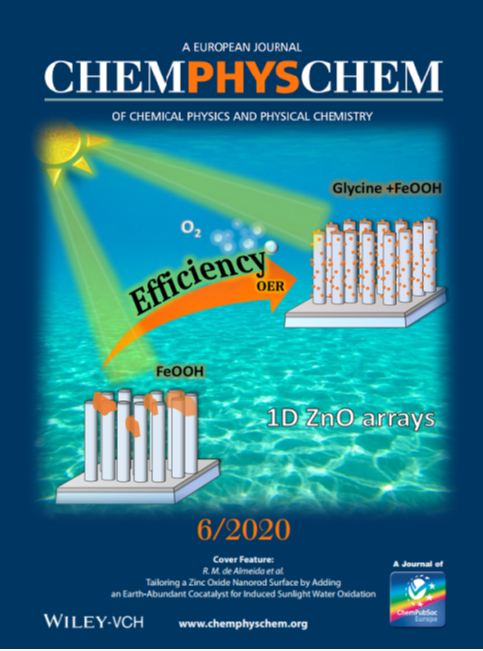 A EUROPEAN JOURNAL
CHEMPHYSCHEM
OF CHEMICAL PHYSICS AND PHYSICAL CHEMISTRY
Glycine +FeOOH
O2
Efficiency
OER
FeOOH
1D ZnO arrays
6/2020
Cover Feature:
R. M. de Almeida et al.
Tailoring a Zinc Oxide Nanorod Surface by Adding
an Earth-Abundant Cocatalyst for Induced Sunlight Water Oxidation
A Journal of
ChemPubSoc
Europe
WILEY-VCH
www.chemphyschem.org